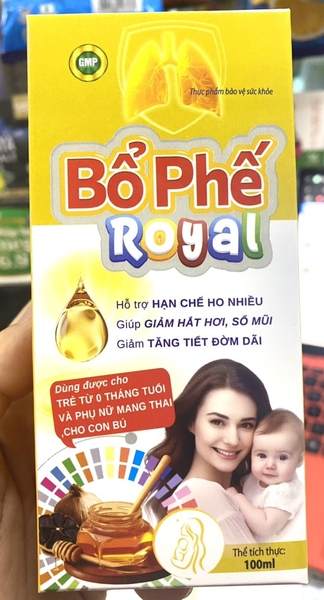 GMP
Thực phẩm bảo vệ sức khỏe
Bổ Phế
Royal
Hỗ trợ HẠN CHẾ HO NHIỀU
Giúp GIẢM HẮT HƠI, SỔ MŨI
Giảm TĂNG TIẾT ĐỜM DÃI
Dùng được cho
TRẺ TỪ 0 THÁNG TUỔI
VÀ PHỤ NỮ MANG THAI
,CHO CON BÚ
Thể tích thực:
100ml